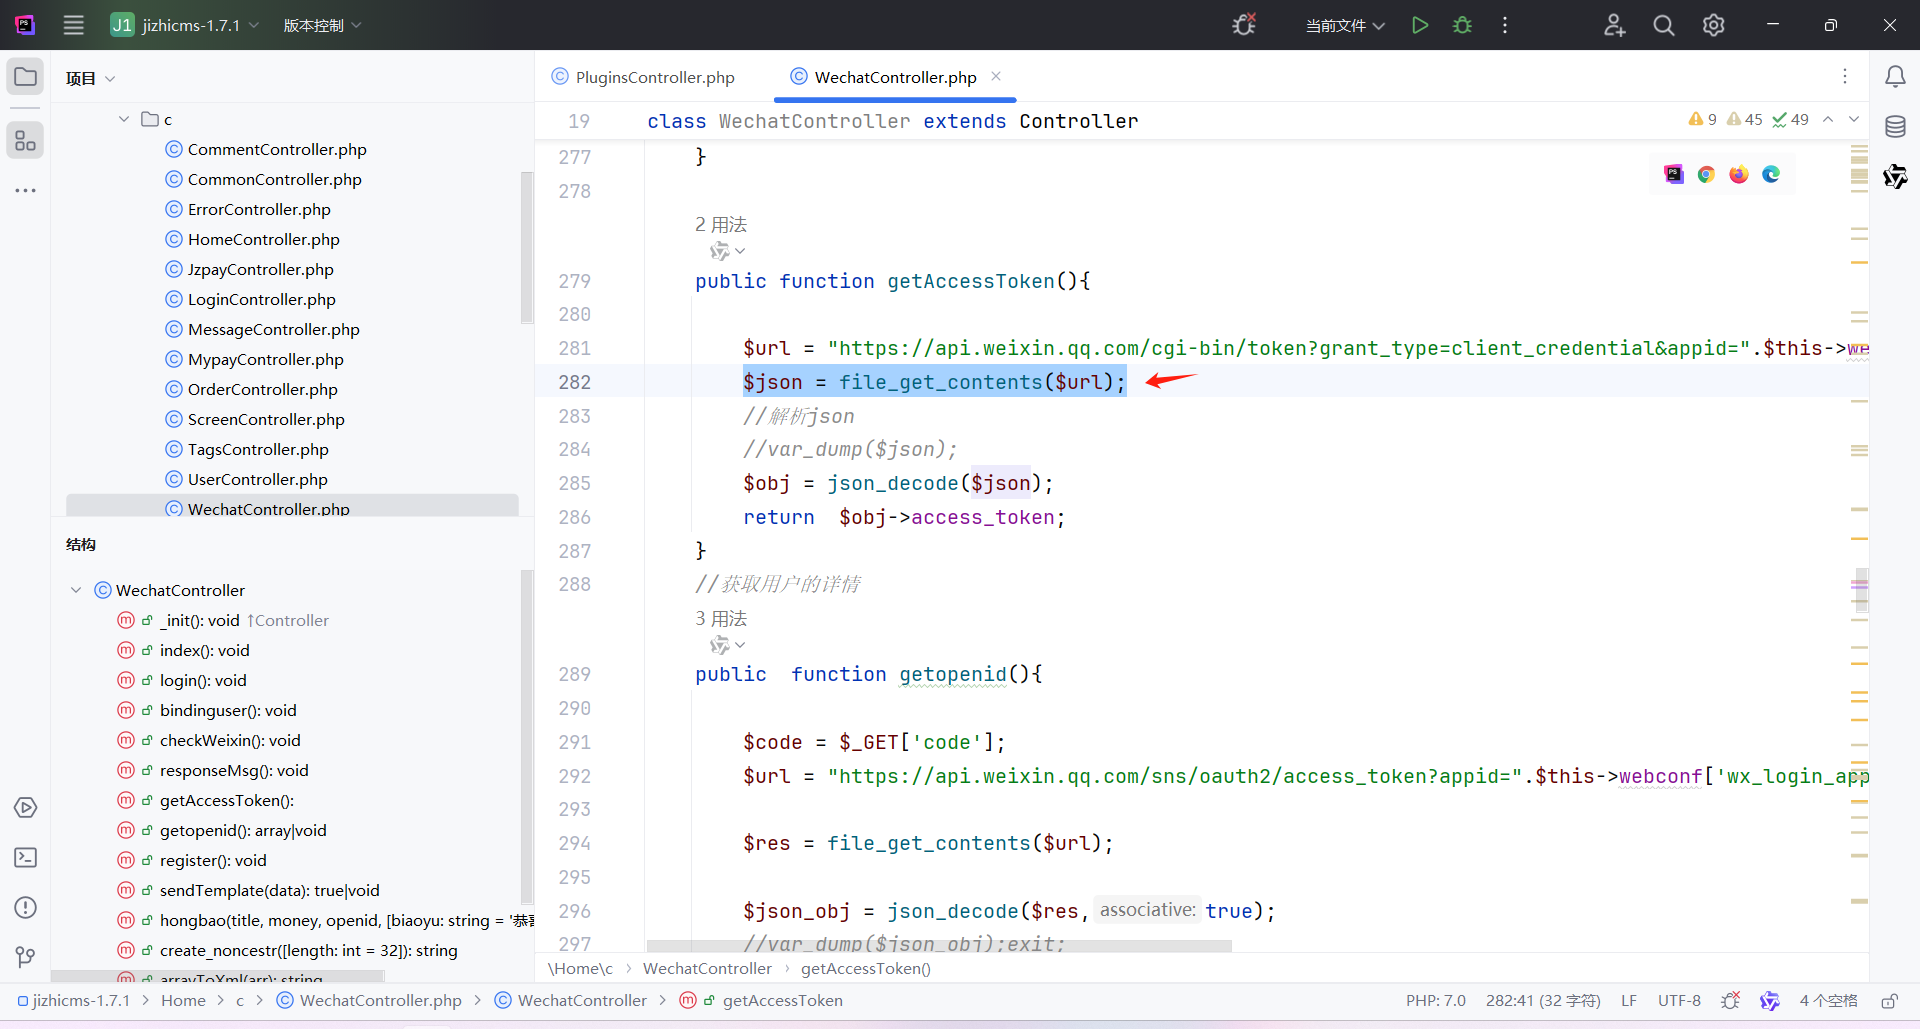 J1 jizhicms-1.7.1 版本控制 当前文件
项目
c
CommentController.php
CommonController.php
ErrorController.php
HomeController.php
JzpayController.php
LoginController.php
MessageController.php
MypayController.php
OrderController.php
ScreenController.php
TagsController.php
UserController.php
WechatController.php
结构
WechatController
_init(): void ↑Controller
index(): void
login(): void
bindinguser(): void
checkWeixin(): void
responseMsg(): void
getAccessToken():
getopenid(): array|void
register(): void
sendTemplate(data): true|void
hongbao(title, money, openid, [biaoyu: string = '恭喜
create_noncestr([length: int = 32]): string
arrayToXml(arr): string
PluginsController.php WechatController.php
19 class WechatController extends Controller
9 45 49
277 }
278
2 用法
279 public function getAccessToken(){
280
281 $url = "https://api.weixin.qq.com/cgi-bin/token?grant_type=client_credential&appid=".$this->we
282 $json = file_get_contents($url);
283 //解析json
284 //var_dump($json);
285 $obj = json_decode($json);
286 return $obj->access_token;
287 }
288 //获取用户的详情
3 用法
289 public function getopenid(){
290
291 $code = $_GET['code'];
292 $url = "https://api.weixin.qq.com/sns/oauth2/access_token?appid=".$this->webconf['wx_login_app
293
294 $res = file_get_contents($url);
295
296 $json_obj = json_decode($res, associative: true);
297 //var_dump($json_obj);exit;
\Home\c › WechatController › getAccessToken()
jizhicms-1.7.1 > Home > c > WechatController.php > WechatController > getAccessToken
PHP: 7.0 282:41 (32 字符) LF UTF-8 4 个空格